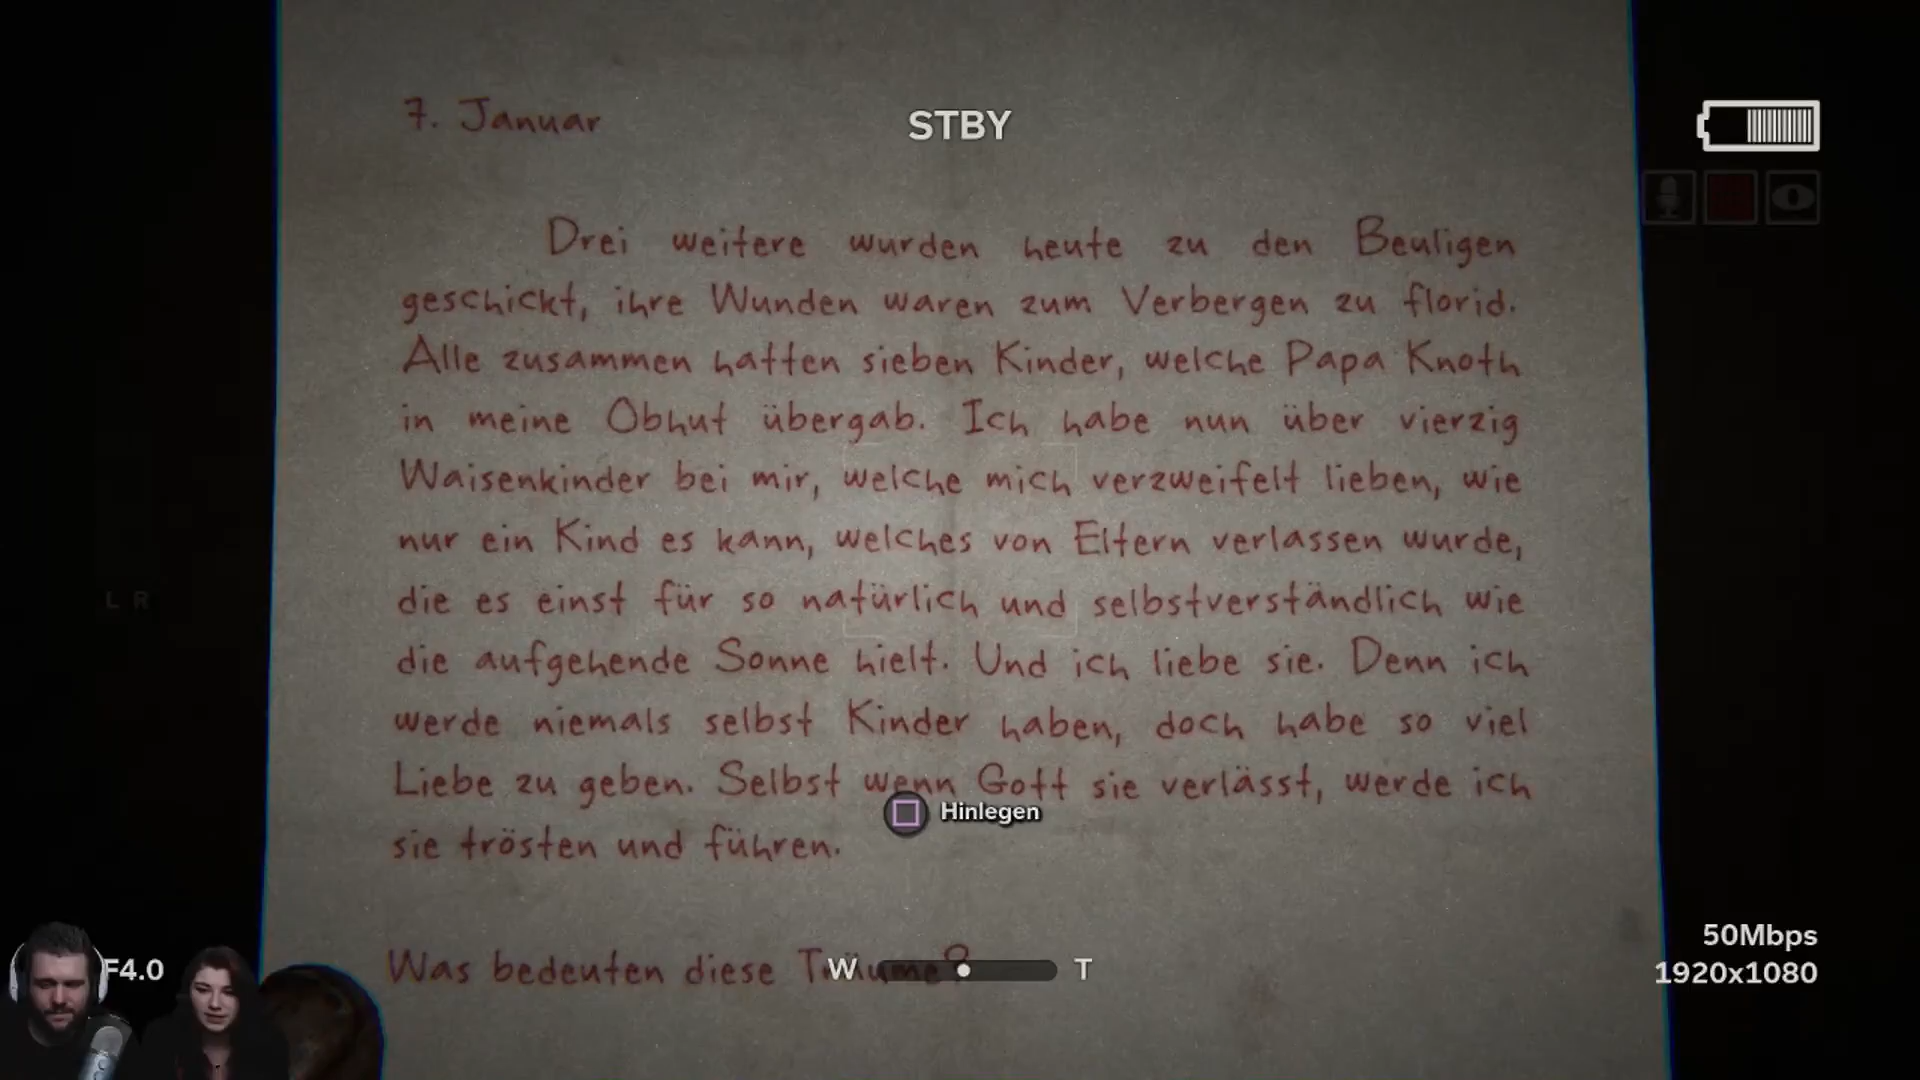 7. Januar
STBY
Drei weitere wurden heute zu den Beuligen
geschickt, ihre Wunden waren zum Verbergen zu florid.
Alle zusammen hatten sieben Kinder, welche Papa Knoth
in meine Obhut übergab. Ich habe nun über vierzig
Waisenkinder bei mir, welche mich verzweifelt lieben, wie
nur ein Kind es kann, welches von Eltern verlassen wurde,
L R
die es einst für so natürlich und selbstverständlich wie
die aufgehende Sonne hielt. Und ich liebe sie. Denn ich
werde niemals selbst Kinder haben, doch habe so viel
Liebe zu geben. Selbst wenn Gott sie verlässt, werde ich
Hinlegen
sie trösten und führen.
50Mbps
F4.0
Was bedeuten diese Träume?
W T
1920x1080